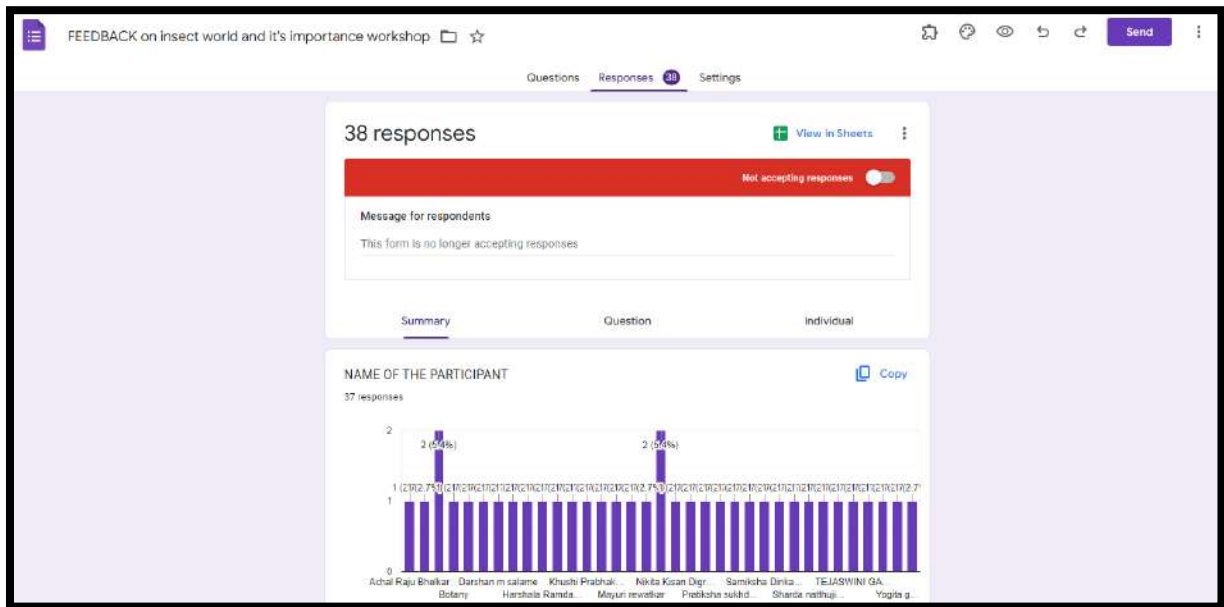 FEEDBACK on insect world and it's importance workshop
Send
Questions Responses 38 Settings
38 responses
View in Sheets
Not accepting responses
Message for respondents
This form is no longer accepting responses
Summary Question Individual
NAME OF THE PARTICIPANT
Copy
37 responses
2
2 (5.4%) 2 (5.4%)
1
0
Achal Raju Bhalkar Darshan m salame Khushi Prabhak... Nikita Kisan Digr... Samiksha Dinka... TEJASWINI GA...
Botany Harshala Ramda... Mayuri rewatkar Pratiksha sukhd... Sharda natthuji... Yogita g...